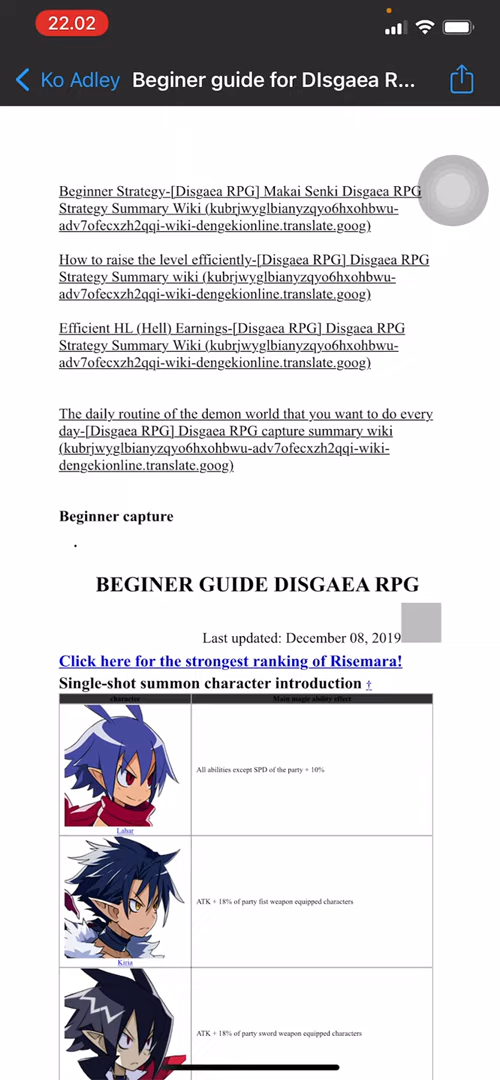 22.02
Ko Adley
Beginer guide for DIsgaea R...
Beginner Strategy-[Disgaea RPG] Makai Senki Disgaea RPG
Strategy Summary Wiki (kubrjwyglbianyzqyo6hxohbwu-
adv7ofecxzh2qqi-wiki-dengekionline.translate.goog)
How to raise the level efficiently-[Disgaea RPG] Disgaea RPG
Strategy Summary wiki (kubrjwyglbianyzqyo6hxohbwu-
adv7ofecxzh2qqi-wiki-dengekionline.translate.goog)
Efficient HL (Hell) Earnings-[Disgaea RPG] Disgaea RPG
Strategy Summary Wiki (kubrjwyglbianyzqyo6hxohbwu-
adv7ofecxzh2qqi-wiki-dengekionline.translate.goog)
The daily routine of the demon world that you want to do every
day-[Disgaea RPG] Disgaea RPG capture summary wiki
(kubrjwyglbianyzqyo6hxohbwu-adv7ofecxzh2qqi-wiki-
dengekionline.translate.goog)
Beginner capture
BEGINER GUIDE DISGAEA RPG
Last updated: December 08, 2019
Click here for the strongest ranking of Risemara!
Single-shot summon character introduction †
character Main magic ability effect
All abilities except SPD of the party + 10%
Lahar
ATK + 18% of party fist weapon equipped characters
Kiria
ATK + 18% of party sword weapon equipped characters